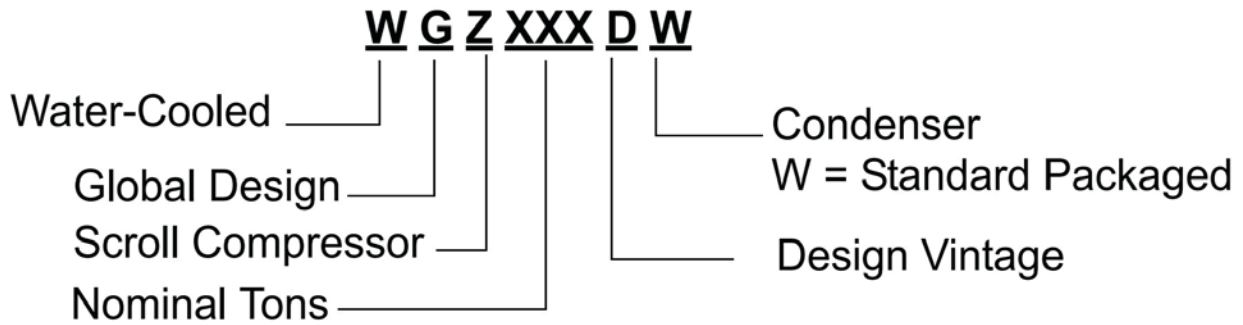 W G Z XXX D W
Water-Cooled
Global Design
Scroll Compressor
Nominal Tons
Condenser
W = Standard Packaged
Design Vintage